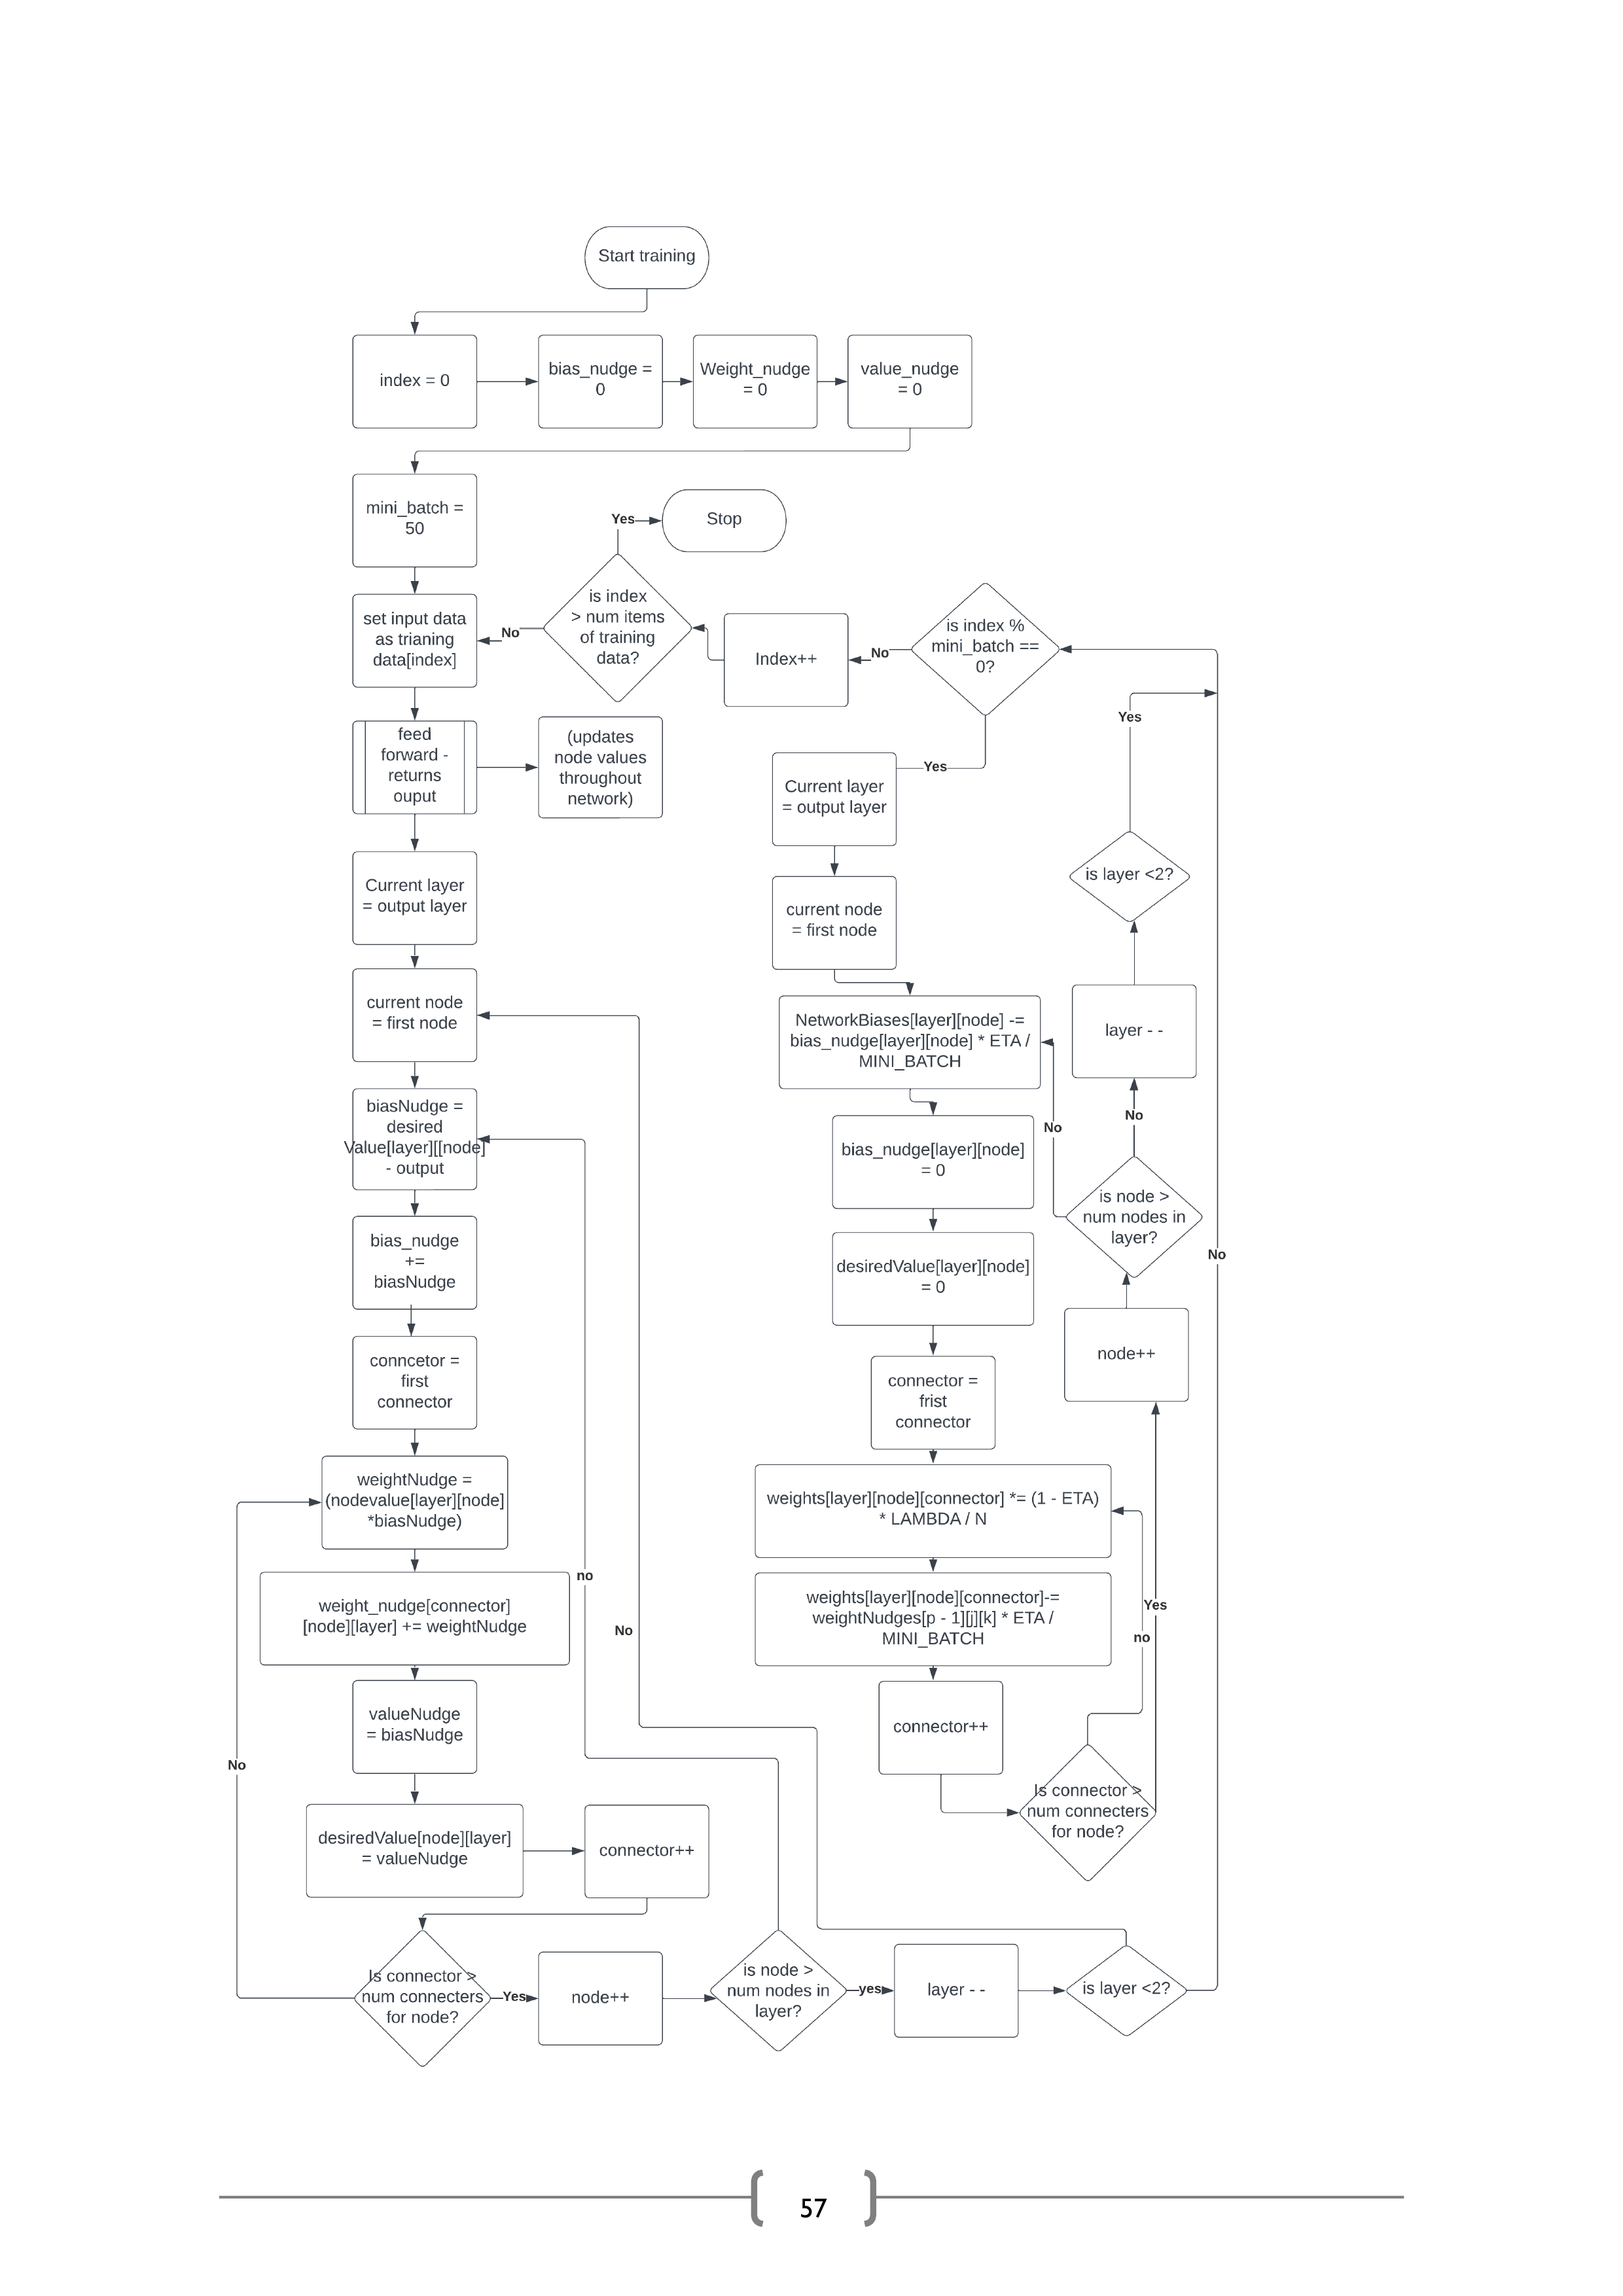 Start training
index = 0
bias_nudge =
0
Weight_nudge
= 0
value_nudge
= 0
mini_batch =
50
Yes
Stop
set input data
as trianing
data[index]
No
is index
> num items
of training
data?
Index++
No
is index %
mini_batch ==
0?
Yes
feed
forward -
returns
ouput
(updates
node values
throughout
network)
Yes
Current layer
= output layer
is layer <2?
Current layer
= output layer
current node
= first node
current node
= first node
NetworkBiases[layer][node] -=
bias_nudge[layer][node] * ETA /
MINI_BATCH
layer - -
No
No
biasNudge =
desired
Value[layer][[node]
- output
bias_nudge[layer][node]
= 0
is node >
num nodes in
layer?
No
bias_nudge
+=
biasNudge
desiredValue[layer][node]
= 0
node++
conncetor =
first
connector
connector =
frist
connector
weightNudge =
(nodevalue[layer][node]
*biasNudge)
weights[layer][node][connector] *= (1 - ETA)
* LAMBDA / N
no
weight_nudge[connector]
[node][layer] += weightNudge
No
weights[layer][node][connector]-=
weightNudges[p - 1][j][k] * ETA /
MINI_BATCH
Yes
no
valueNudge
= biasNudge
connector++
No
desiredValue[node][layer]
= valueNudge
connector++
Is connector >
num connecters
for node?
Is connector >
num connecters
for node?
Yes
node++
is node >
num nodes in
layer?
yes
layer - -
is layer <2?
57